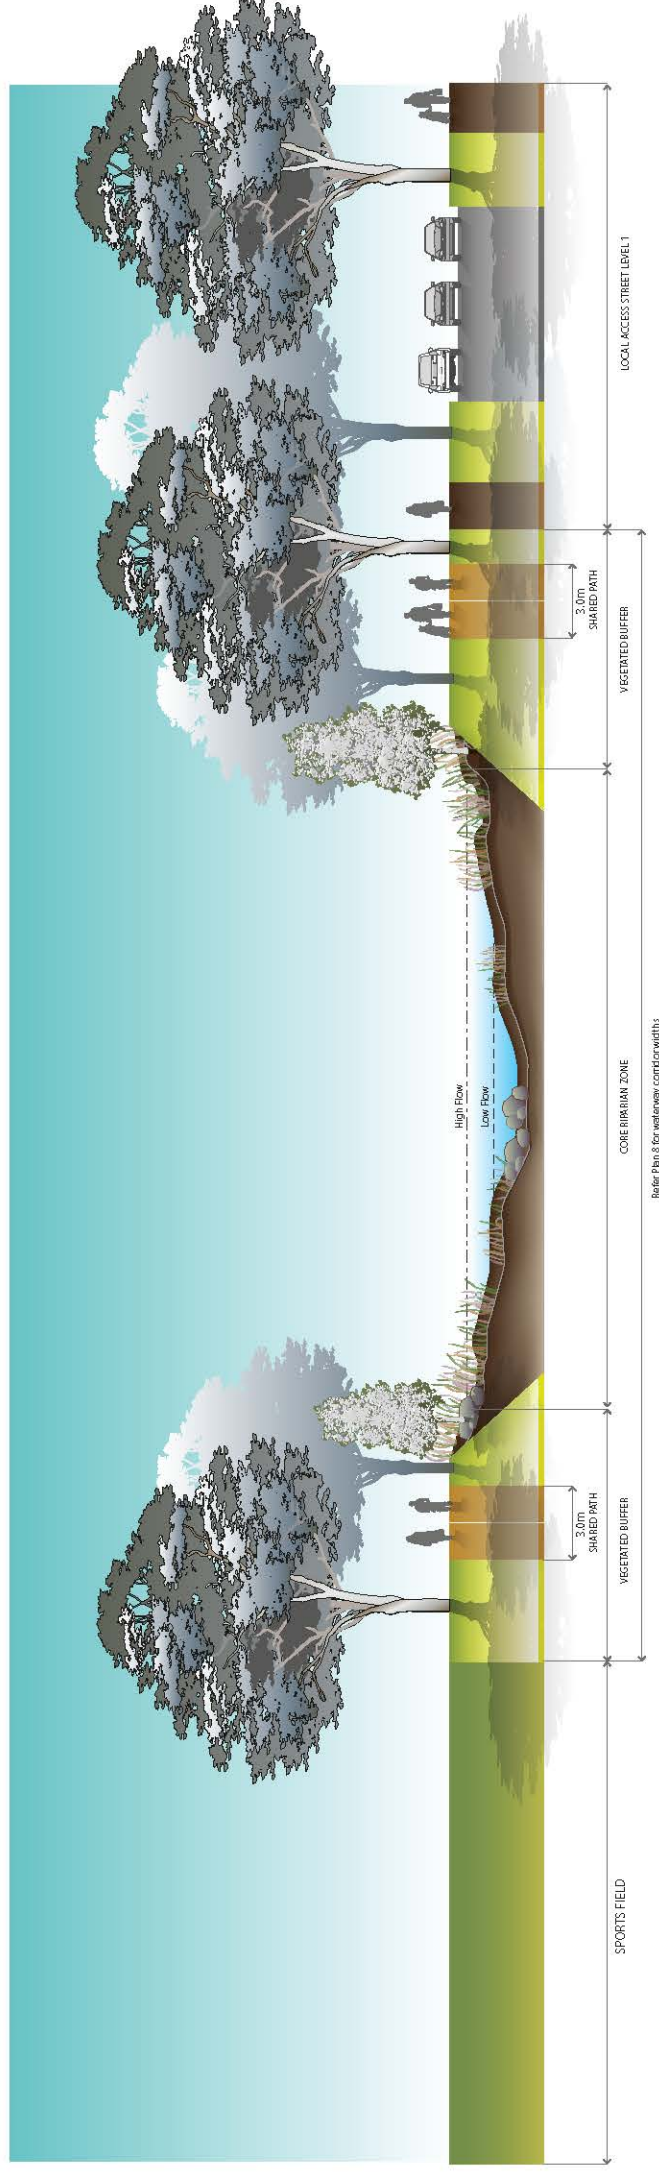 High Flow
Low Flow
3.0m
SHARED PATH
3.0m
SHARED PATH
SPORTS FIELD
VEGETATED BUFFER
CORE RIPARIAN ZONE
VEGETATED BUFFER
LOCAL ACCESS STREET LEVEL 1
Refer Plan 8 for waterway corridor widths